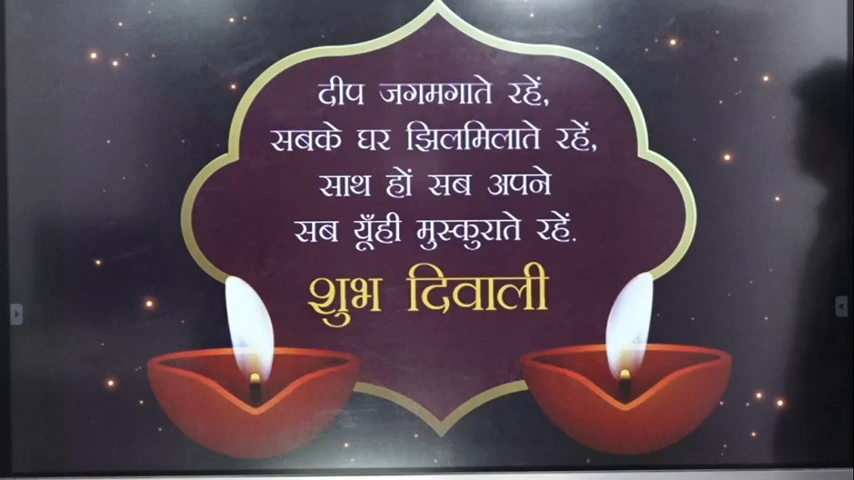 दीप जगमगाते रहें,
सबके घर झिलमिलाते रहें,
साथ हों सब अपने
सब यूँही मुस्कुराते रहें.
शुभ दिवाली